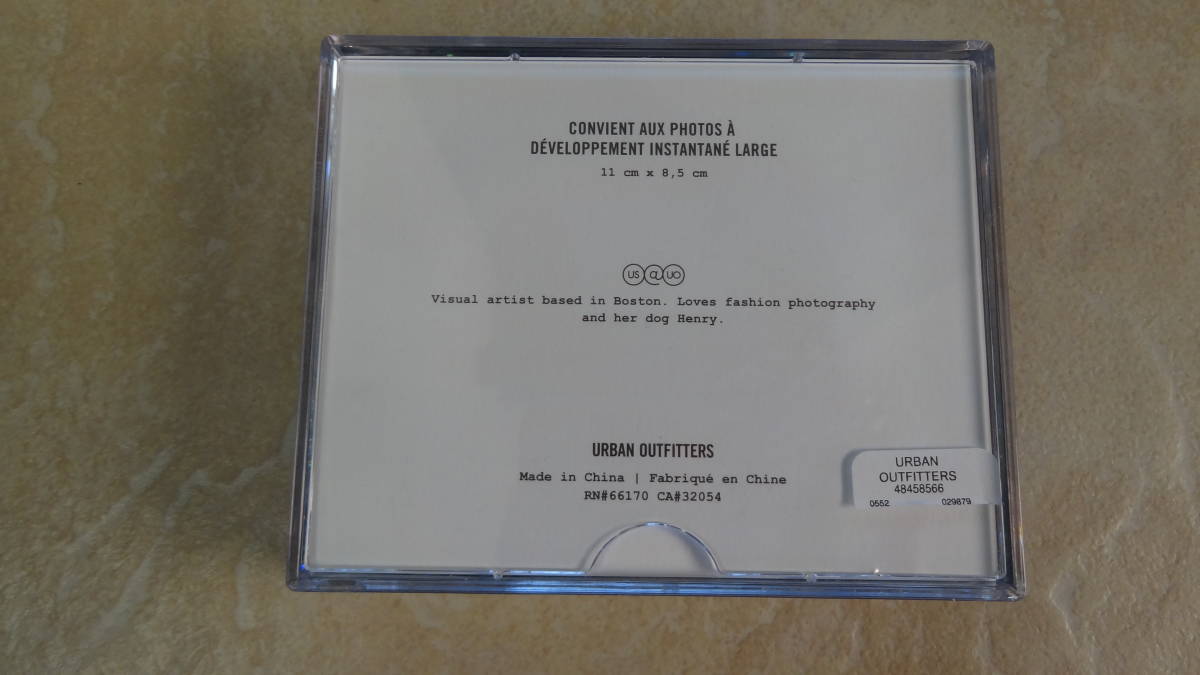 CONVIENT AUX PHOTOS À
DÉVELOPPEMENT INSTANTANÉ LARGE
11 cm x 8,5 cm
US @ UO
Visual artist based in Boston. Loves fashion photography
and her dog Henry.
URBAN OUTFITTERS
Made in China | Fabriqué en Chine
RN#66170 CA#32054
URBAN
OUTFITTERS
48458566
0552 029879